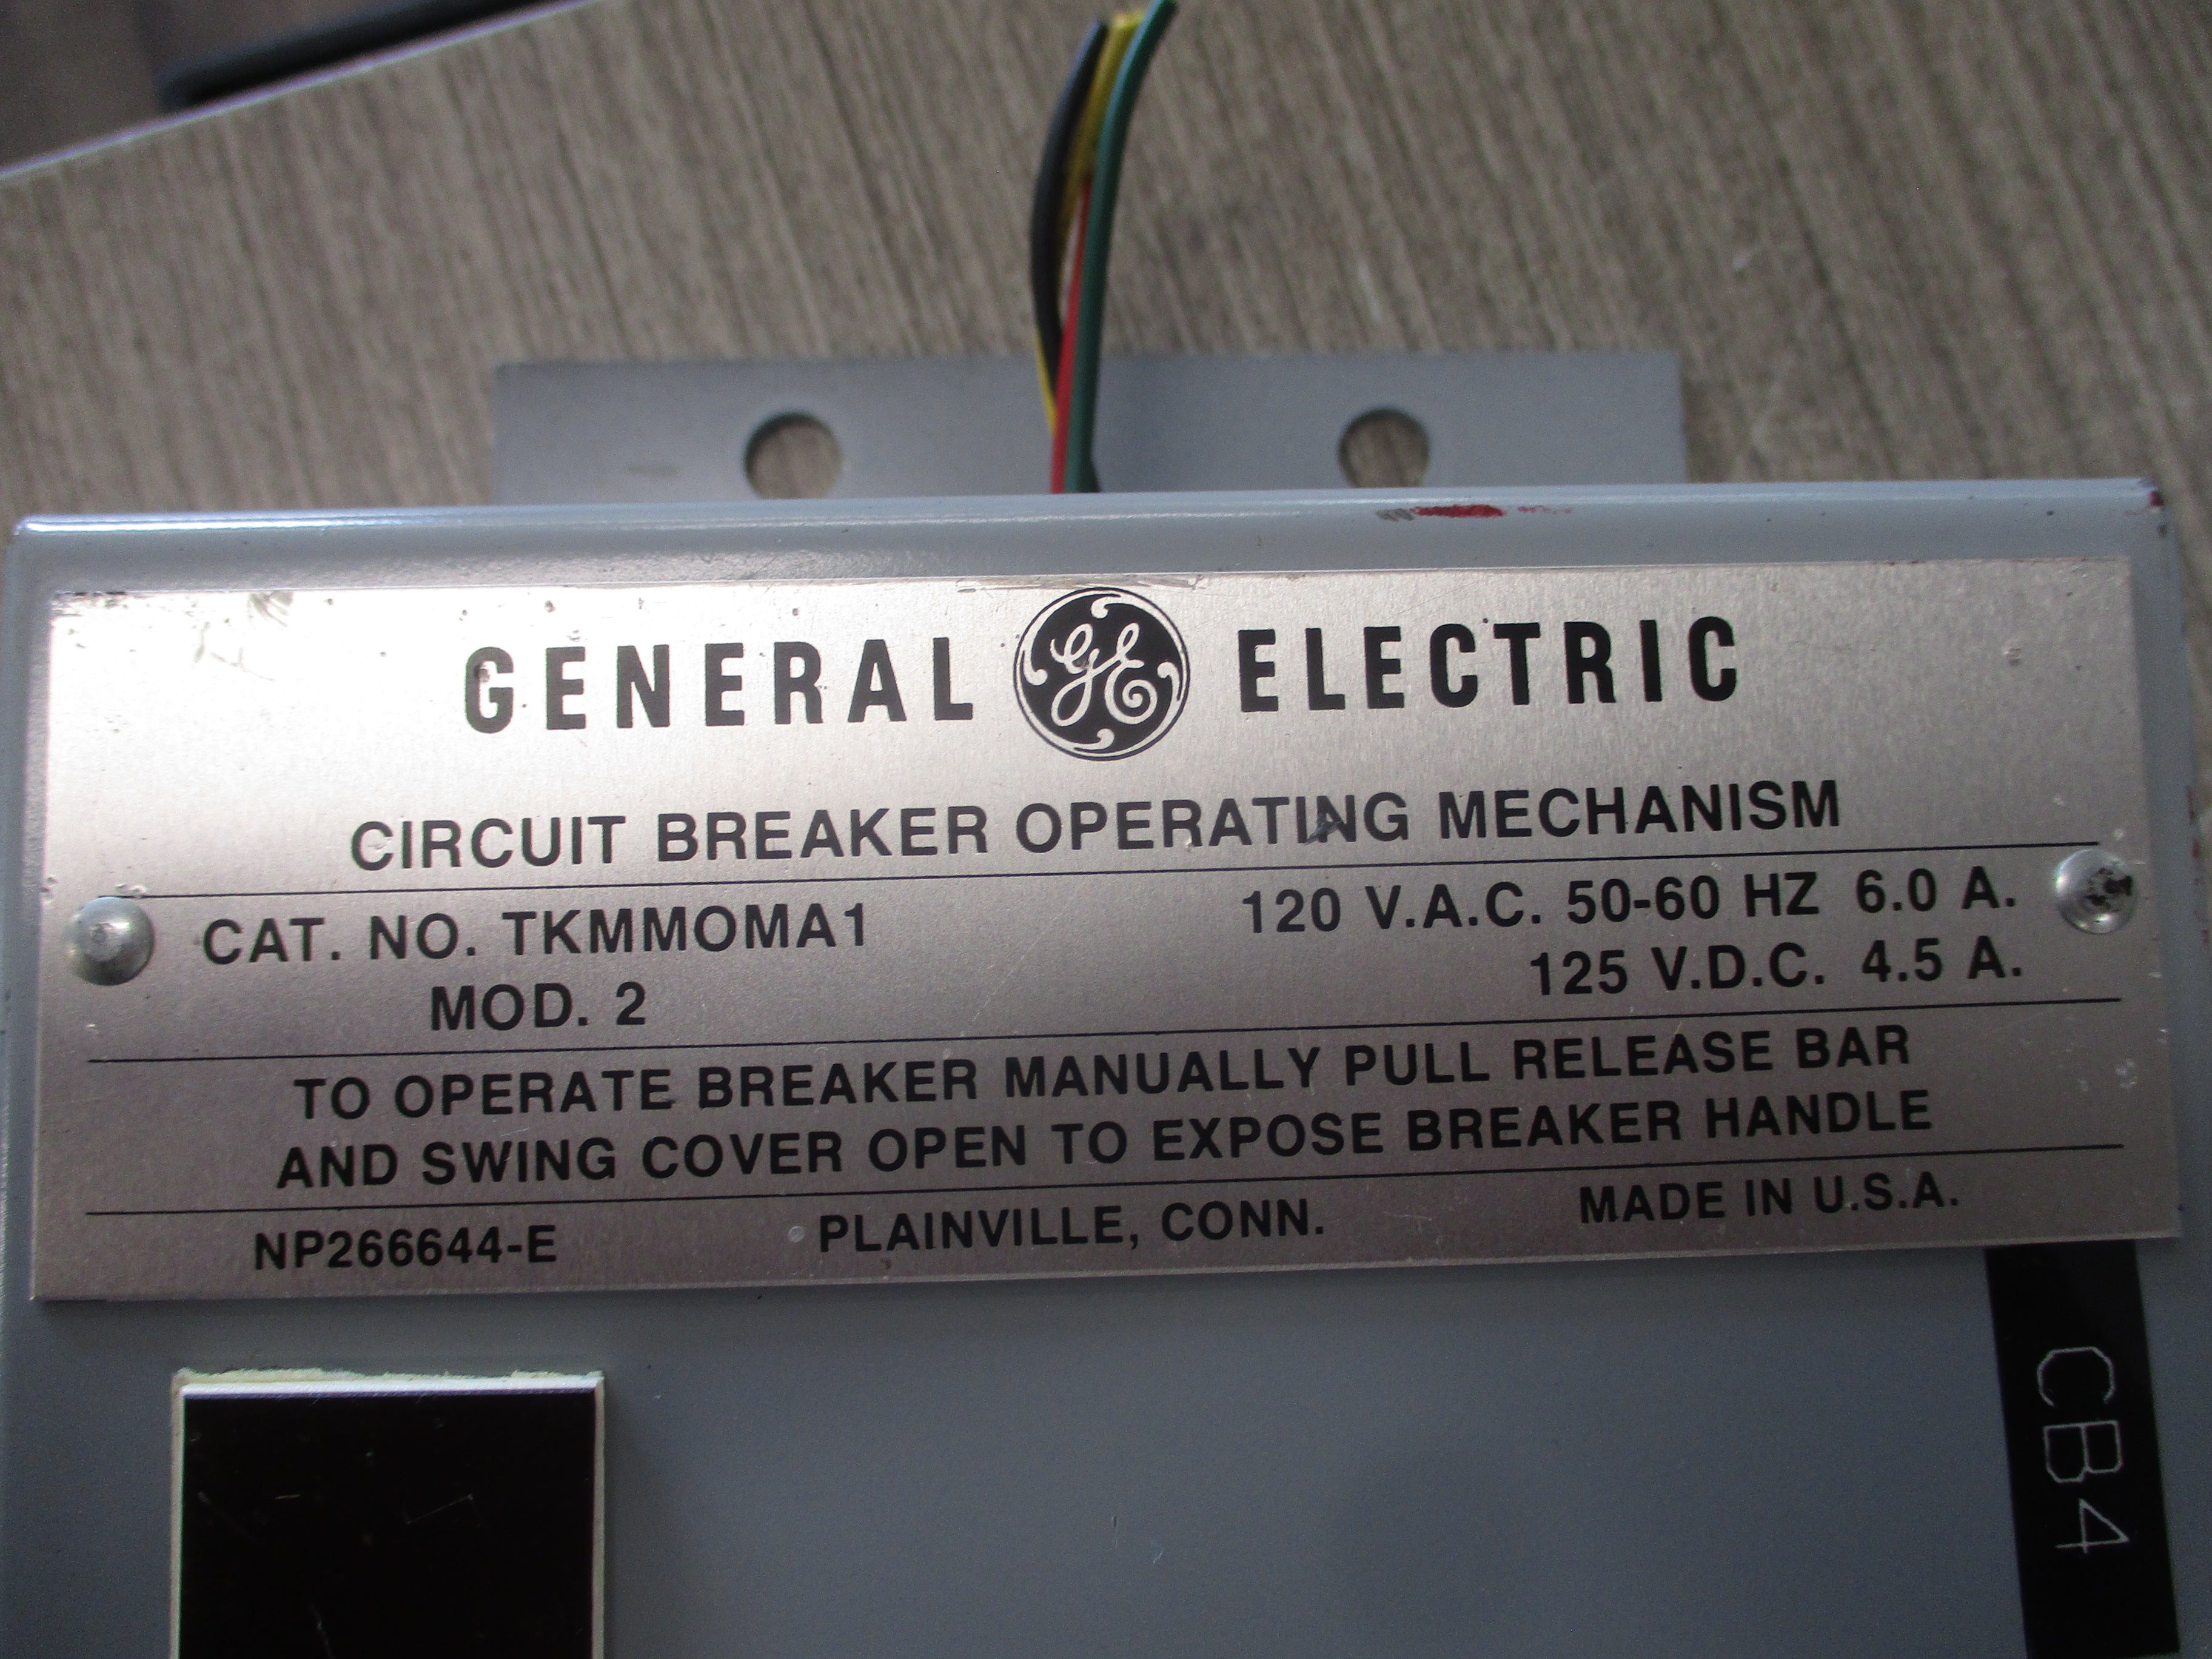 GENERAL GE ELECTRIC
CIRCUIT BREAKER OPERATING MECHANISM
CAT. NO. TKMMOMA1 120 V.A.C. 50-60 HZ 6.0 A.
MOD. 2 125 V.D.C. 4.5 A.
TO OPERATE BREAKER MANUALLY PULL RELEASE BAR
AND SWING COVER OPEN TO EXPOSE BREAKER HANDLE
NP266644-E PLAINVILLE, CONN. MADE IN U.S.A.
CB4